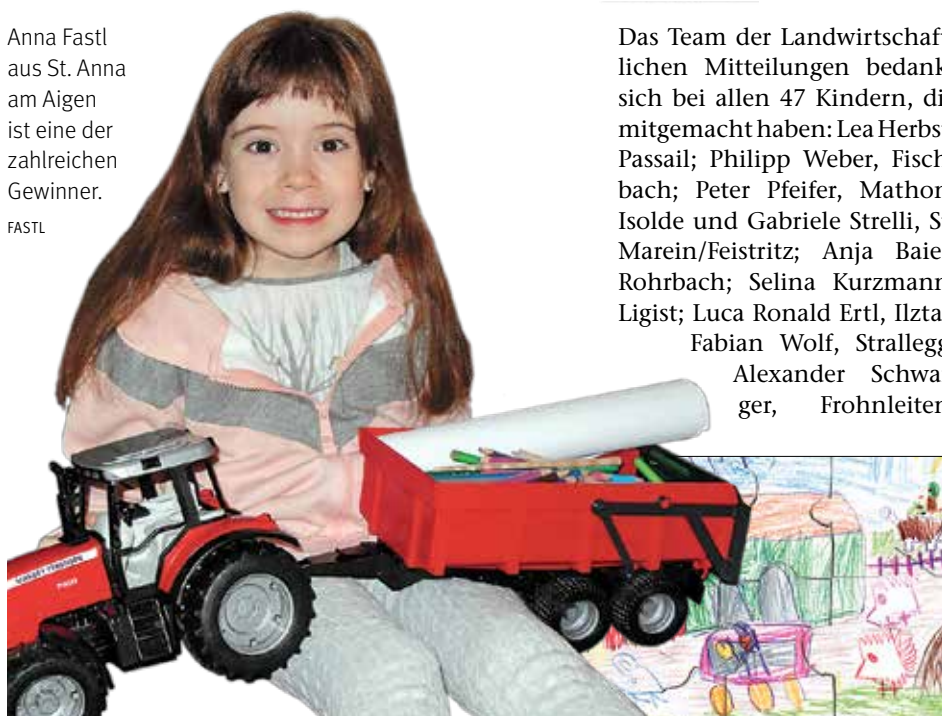 Anna Fastl
aus St. Anna
am Aigen
ist eine der
zahlreichen
Gewinner.
FASTL
Das Team der Landwirtschaft
lichen Mitteilungen bedank
sich bei allen 47 Kindern, di
mitgemacht haben: Lea Herbs
Passail; Philipp Weber, Fisch
bach; Peter Pfeifer, Mathon
Isolde und Gabriele Strelli, S
Marein/Feistritz; Anja Baie
Rohrbach; Selina Kurzmann
Ligist; Luca Ronald Ertl, Ilzta
Fabian Wolf, Strallegg
Alexander Schwai
ger, Frohnleiten
MASSEY FERGUSON